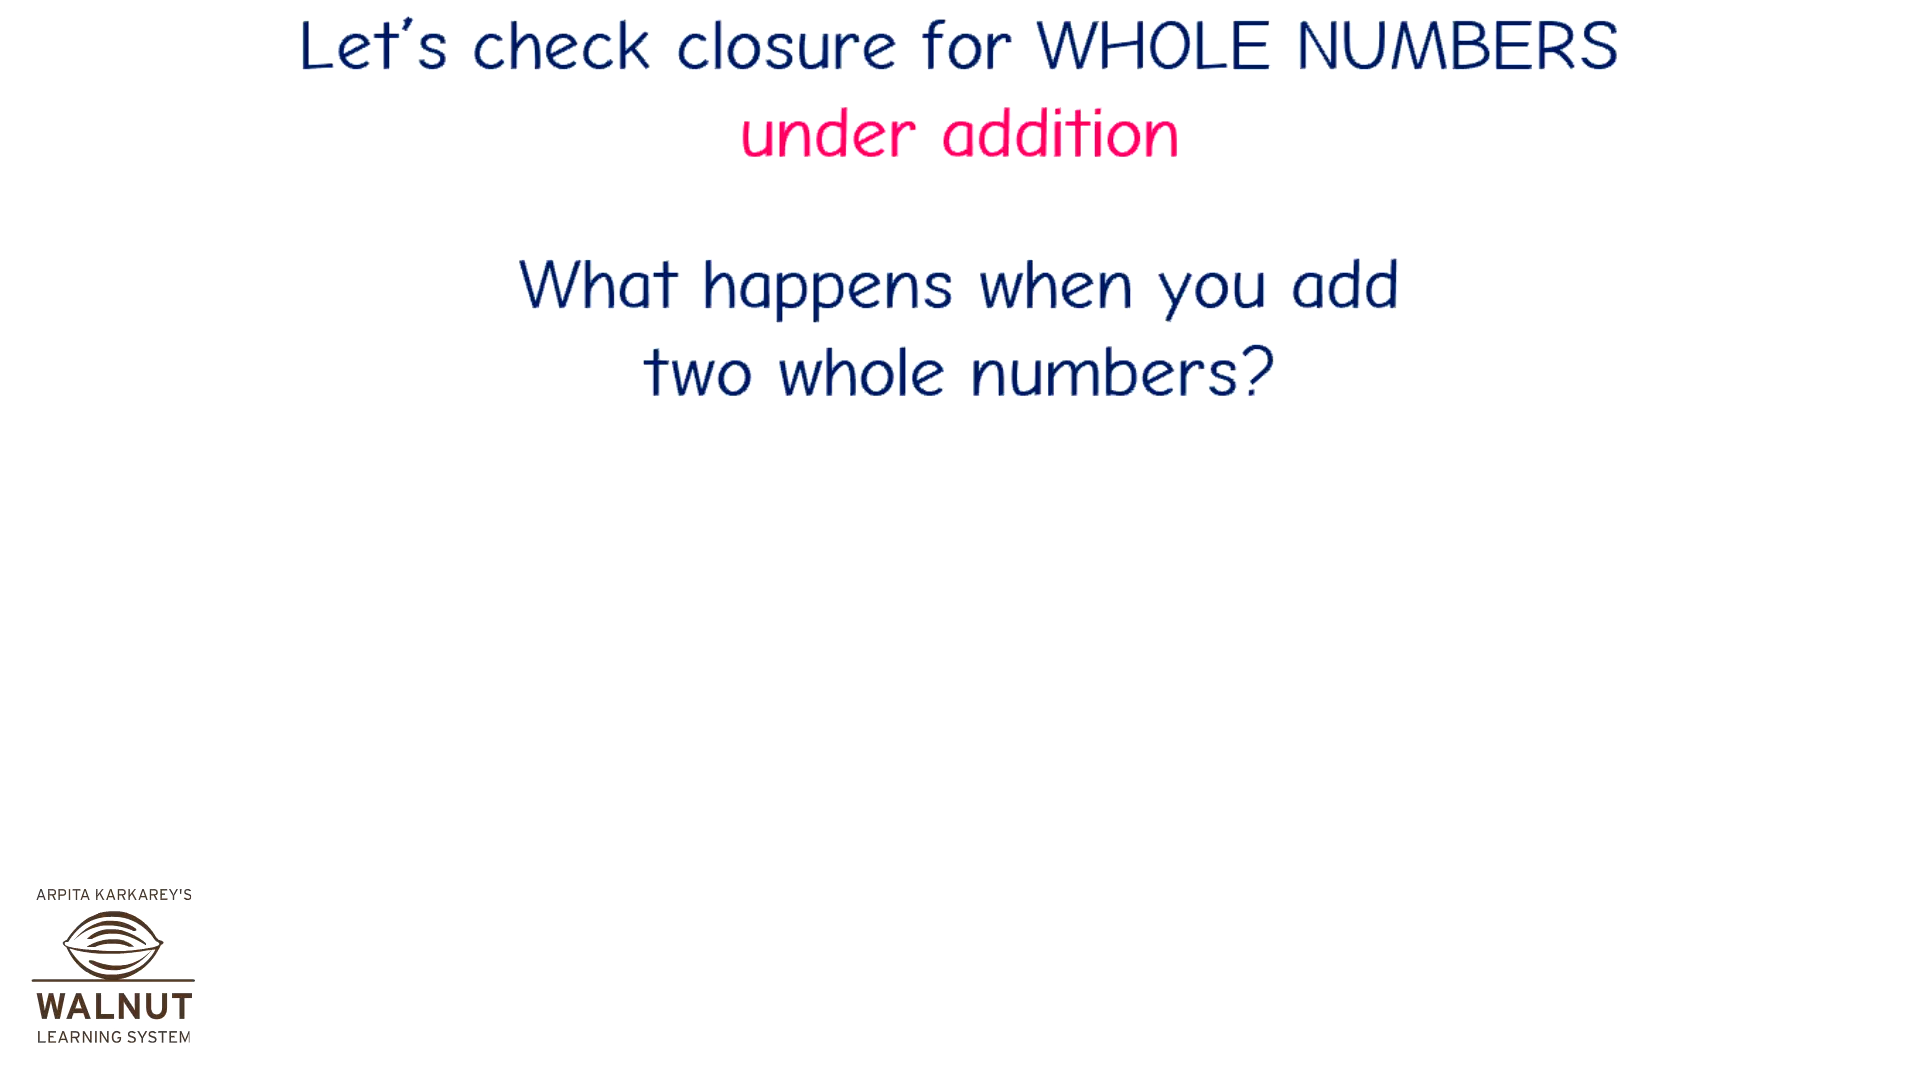 Let's check closure for WHOLE NUMBERS
under addition
What happens when you add
two whole numbers?
ARPITA KARKAREY'S
WALNUT
LEARNING SYSTEM